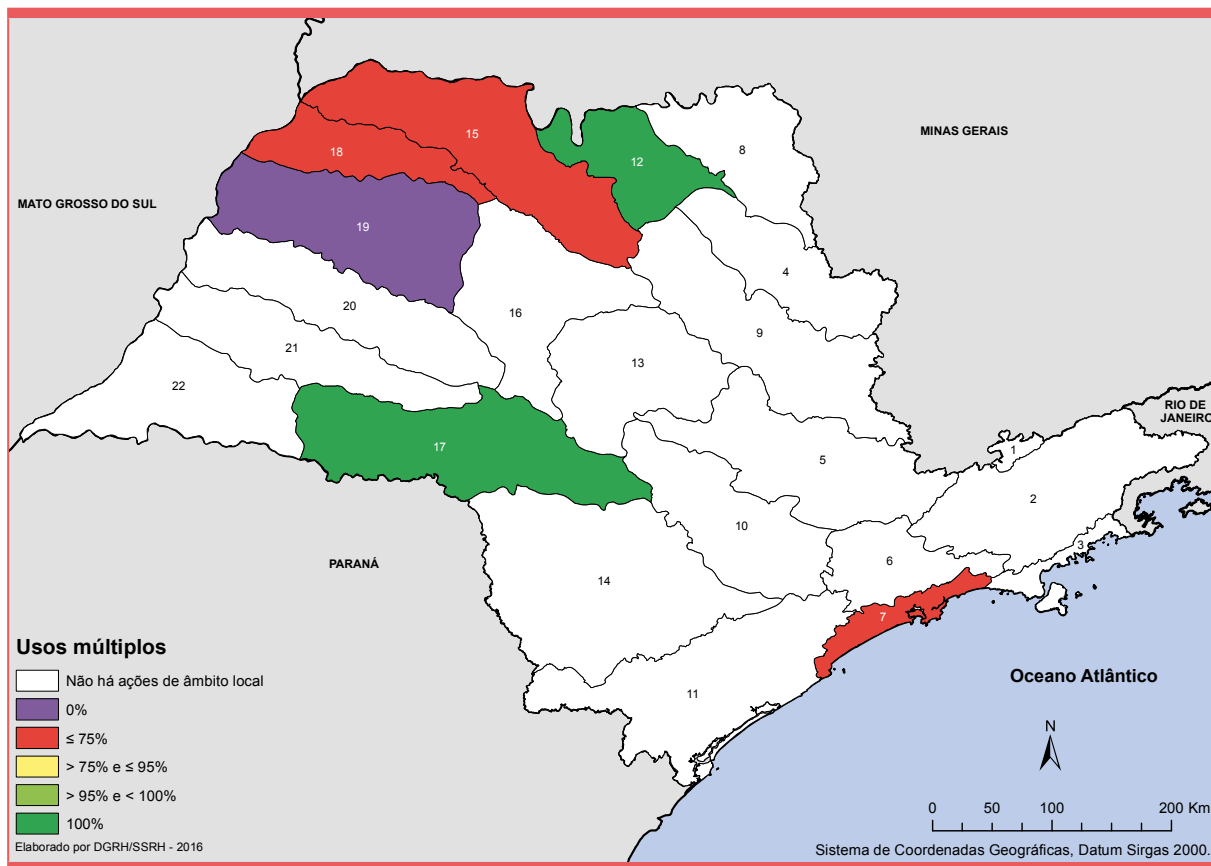 MINAS GERAIS
15
8
12
18
MATO GROSSO DO SUL
19
4
20
16
9
21
13
22
RIO DE
JANEIRO
17
1
5
2
10
3
6
PARANÁ
14
7
Usos múltiplos
Não há ações de âmbito local
Oceano Atlântico
11
0%
N
≤ 75%
> 75% e ≤ 95%
> 95% e < 100%
0 50 100 200 Km
100%
Elaborado por DGRH/SSRH - 2016
Sistema de Coordenadas Geográficas, Datum Sirgas 2000.